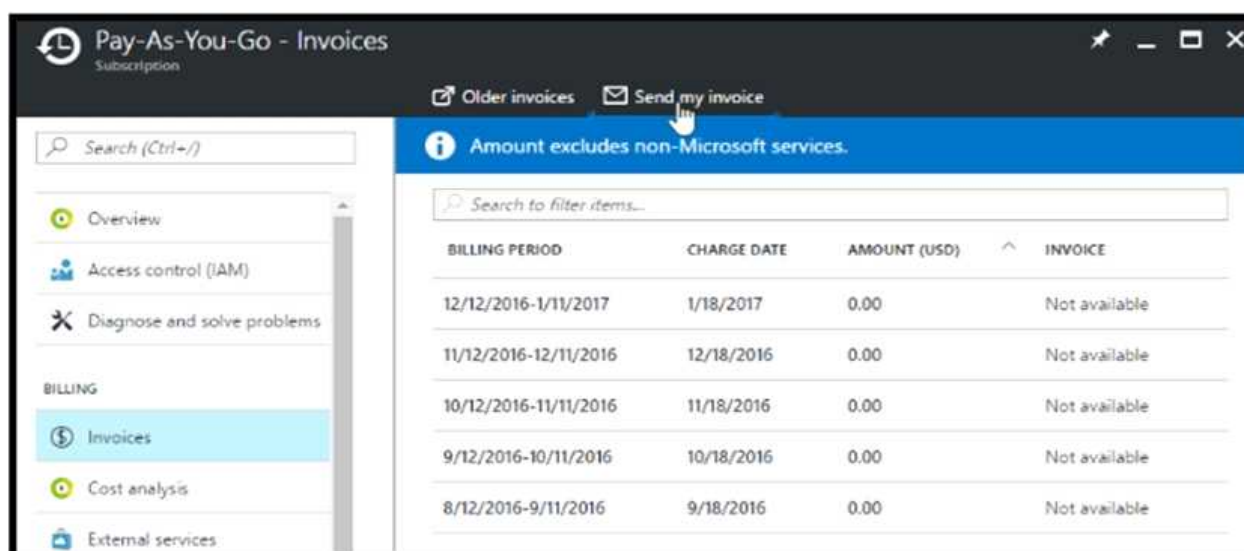 Pay-As-You-Go - Invoices
Subscription
Older invoices Send my invoice
Search (Ctrl+/)
Overview
Access control (IAM)
Diagnose and solve problems
BILLING
Invoices
Cost analysis
External services
Amount excludes non-Microsoft services.
Search to filter items...
BILLING PERIOD CHARGE DATE AMOUNT (USD) INVOICE
12/12/2016-1/11/2017 1/18/2017 0.00 Not available
11/12/2016-12/11/2016 12/18/2016 0.00 Not available
10/12/2016-11/11/2016 11/18/2016 0.00 Not available
9/12/2016-10/11/2016 10/18/2016 0.00 Not available
8/12/2016-9/11/2016 9/18/2016 0.00 Not available